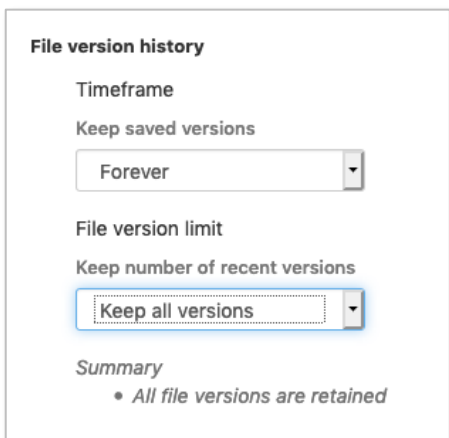 File version history
Timeframe
Keep saved versions
Forever
File version limit
Keep number of recent versions
Keep all versions
Summary
• All file versions are retained